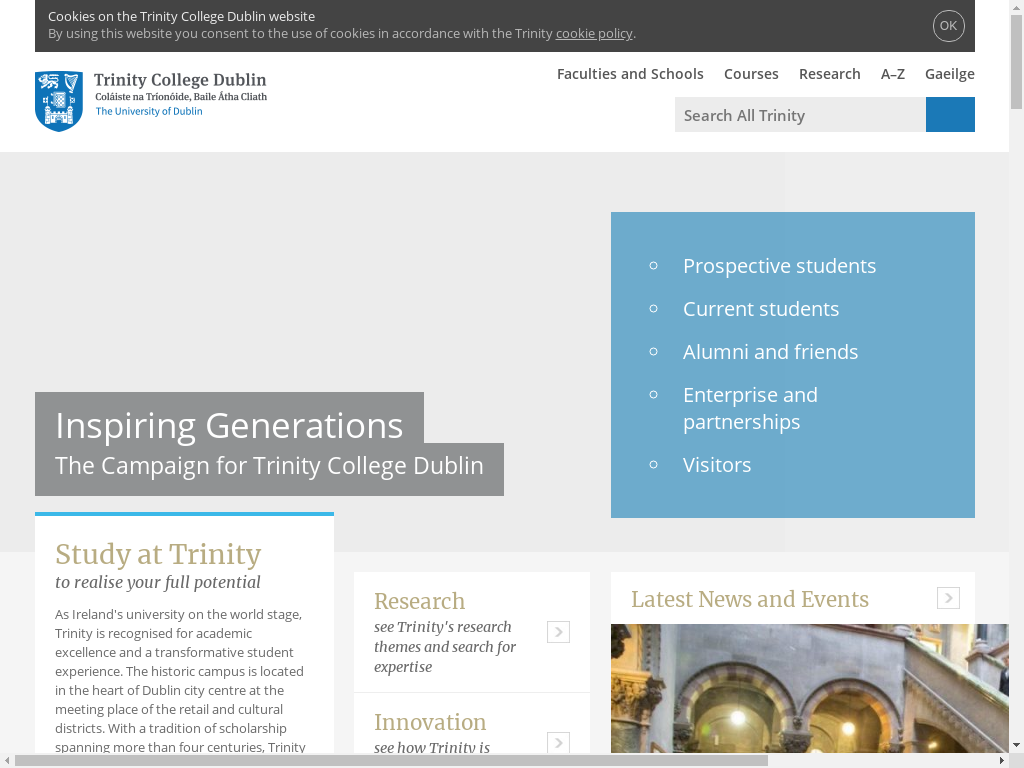 Cookies on the Trinity College Dublin website
By using this website you consent to the use of cookies in accordance with the Trinity cookie policy.
OK
Trinity College Dublin
Coláiste na Tríonóide, Baile Átha Cliath
The University of Dublin
Faculties and Schools
Courses
Research
A–Z
Gaeilge
Search All Trinity
Prospective students
Current students
Alumni and friends
Enterprise and
partnerships
Visitors
Inspiring Generations
The Campaign for Trinity College Dublin
Study at Trinity
to realise your full potential
As Ireland's university on the world stage,
Trinity is recognised for academic
excellence and a transformative student
experience. The historic campus is located
in the heart of Dublin city centre at the
meeting place of the retail and cultural
districts. With a tradition of scholarship
spanning more than four centuries, Trinity
Research
see Trinity's research
themes and search for
expertise
Innovation
see how Trinity is
Latest News and Events